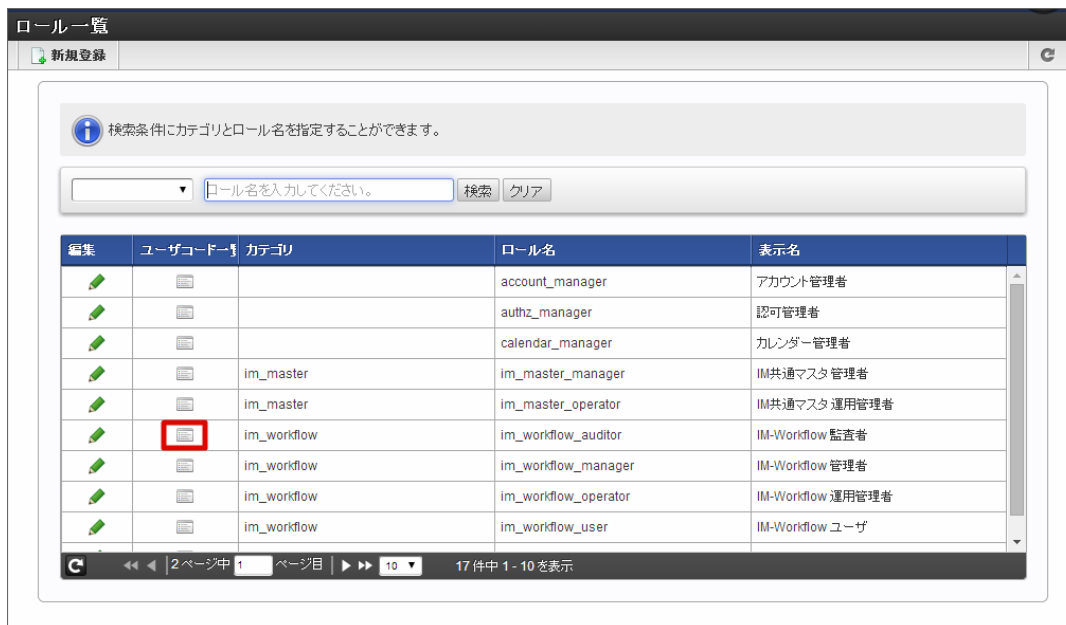 ロール一覧
新規登録
検索条件にカテゴリとロール名を指定することができます。
ロール名を入力してください。 検索 クリア
編集 ユーザコード一覧 カテゴリ ロール名 表示名
account_manager アカウント管理者
authz_manager 認可管理者
calendar_manager カレンダー管理者
im_master im_master_manager IM共通マスタ管理者
im_master im_master_operator IM共通マスタ運用管理者
im_workflow im_workflow_auditor IM-Workflow 監査者
im_workflow im_workflow_manager IM-Workflow 管理者
im_workflow im_workflow_operator IM-Workflow 運用管理者
im_workflow im_workflow_user IM-Workflow ユーザ
2 ページ中 1 ページ目 10 17 件中 1 - 10 を表示